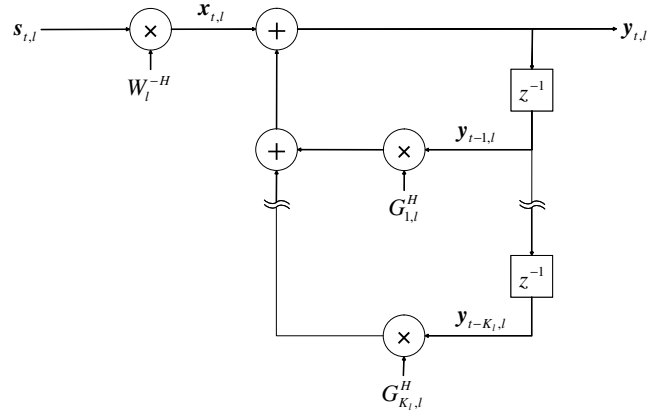 𝒔_{t,l} × 𝒙_{t,l} + 𝒚_{t,l}
W_l^{-H}
z^{-1}
+ × 𝒚_{t-1,l}
G_{1,l}^H
z^{-1}
× 𝒚_{t-K_l,l}
G_{K_l,l}^H